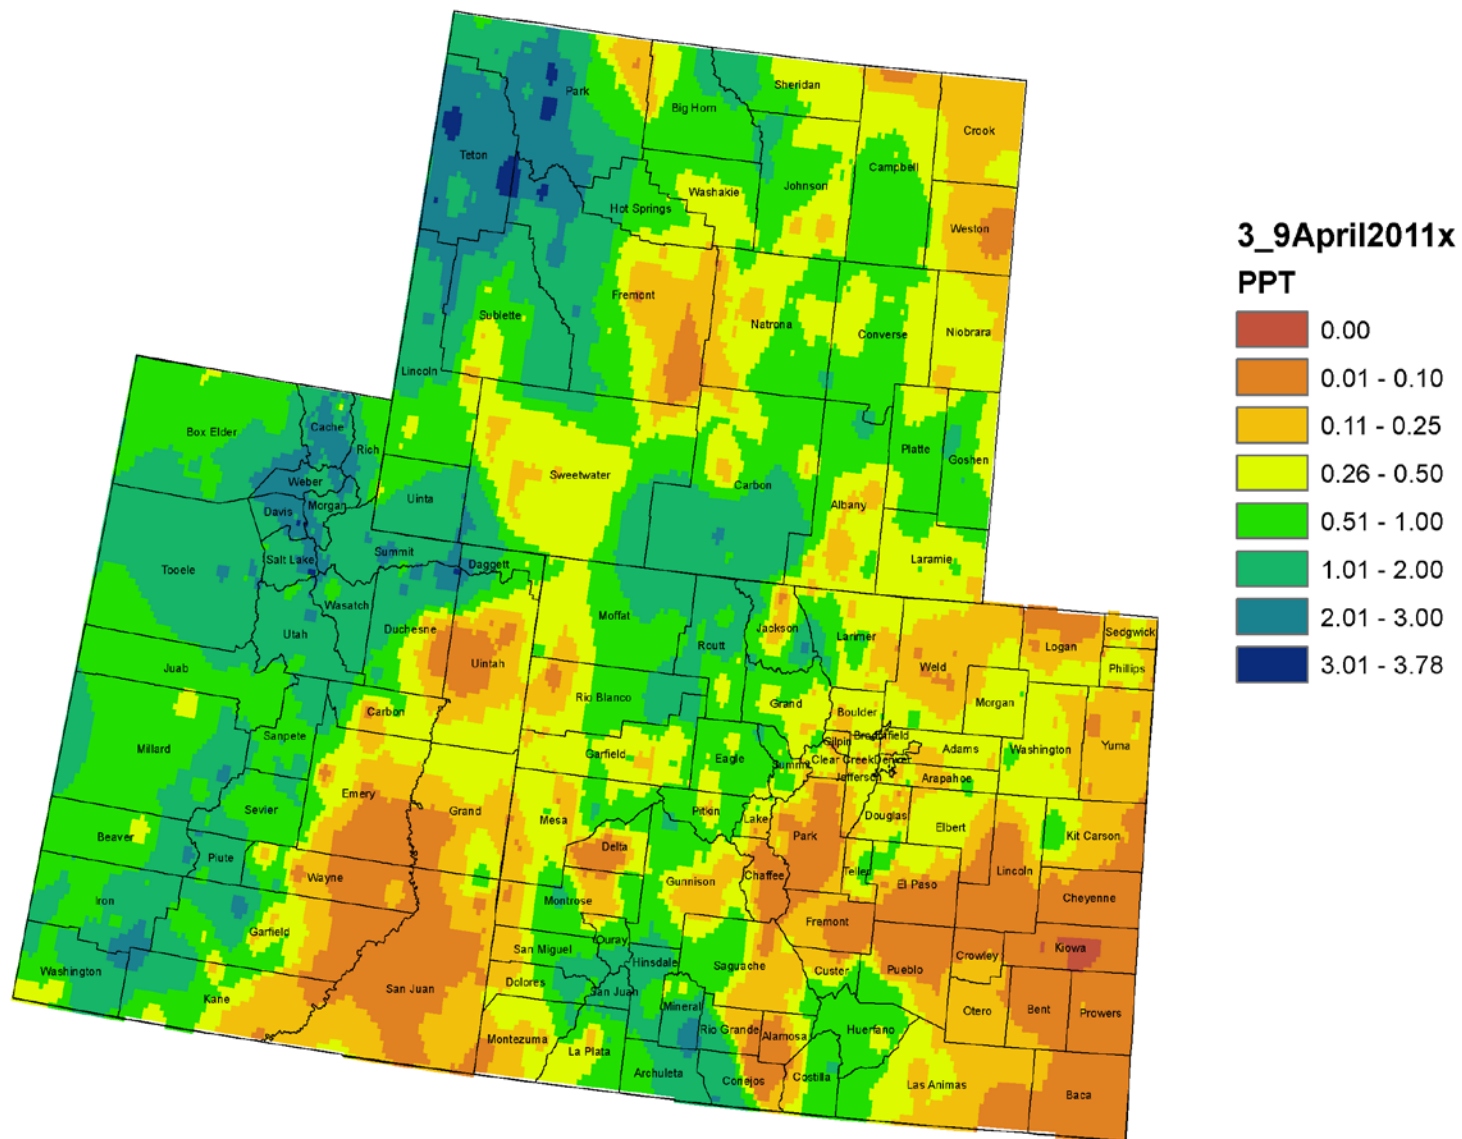 3_9April2011x
PPT
0.00
0.01 - 0.10
0.11 - 0.25
0.26 - 0.50
0.51 - 1.00
1.01 - 2.00
2.01 - 3.00
3.01 - 3.78
Park
Sheridan
Big Horn
Crook
Teton
Campbell
Johnson
Washakie
Hot Springs
Weston
Fremont
Sublette
Natrona
Converse
Niobrara
Lincoln
Box Elder
Cache
Rich
Platte
Goshen
Sweetwater
Carbon
Weber
Uinta
Albany
Davis
Morgan
Salt Lake
Summit
Daggett
Laramie
Tooele
Wasatch
Utah
Duchesne
Uintah
Moffat
Routt
Jackson
Larimer
Weld
Logan
Sedgwick
Phillips
Juab
Rio Blanco
Grand
Morgan
Carbon
Boulder
Millard
Sanpete
Garfield
Eagle
Summit
Gilpin
Clear Creek
Denver
Jefferson
Adams
Arapahoe
Washington
Yuma
Emery
Grand
Mesa
Pitkin
Lake
Park
Douglas
Elbert
Kit Carson
Sevier
Beaver
Piute
Wayne
Delta
Gunnison
Chaffee
Teller
El Paso
Lincoln
Cheyenne
Iron
Garfield
Montrose
Fremont
Ouray
San Miguel
Hinsdale
Saguache
Custer
Pueblo
Crowley
Kiowa
Washington
Kane
San Juan
Dolores
San Juan
Mineral
Rio Grande
Alamosa
Huerfano
Otero
Bent
Prowers
Montezuma
La Plata
Archuleta
Conejos
Costilla
Las Animas
Baca